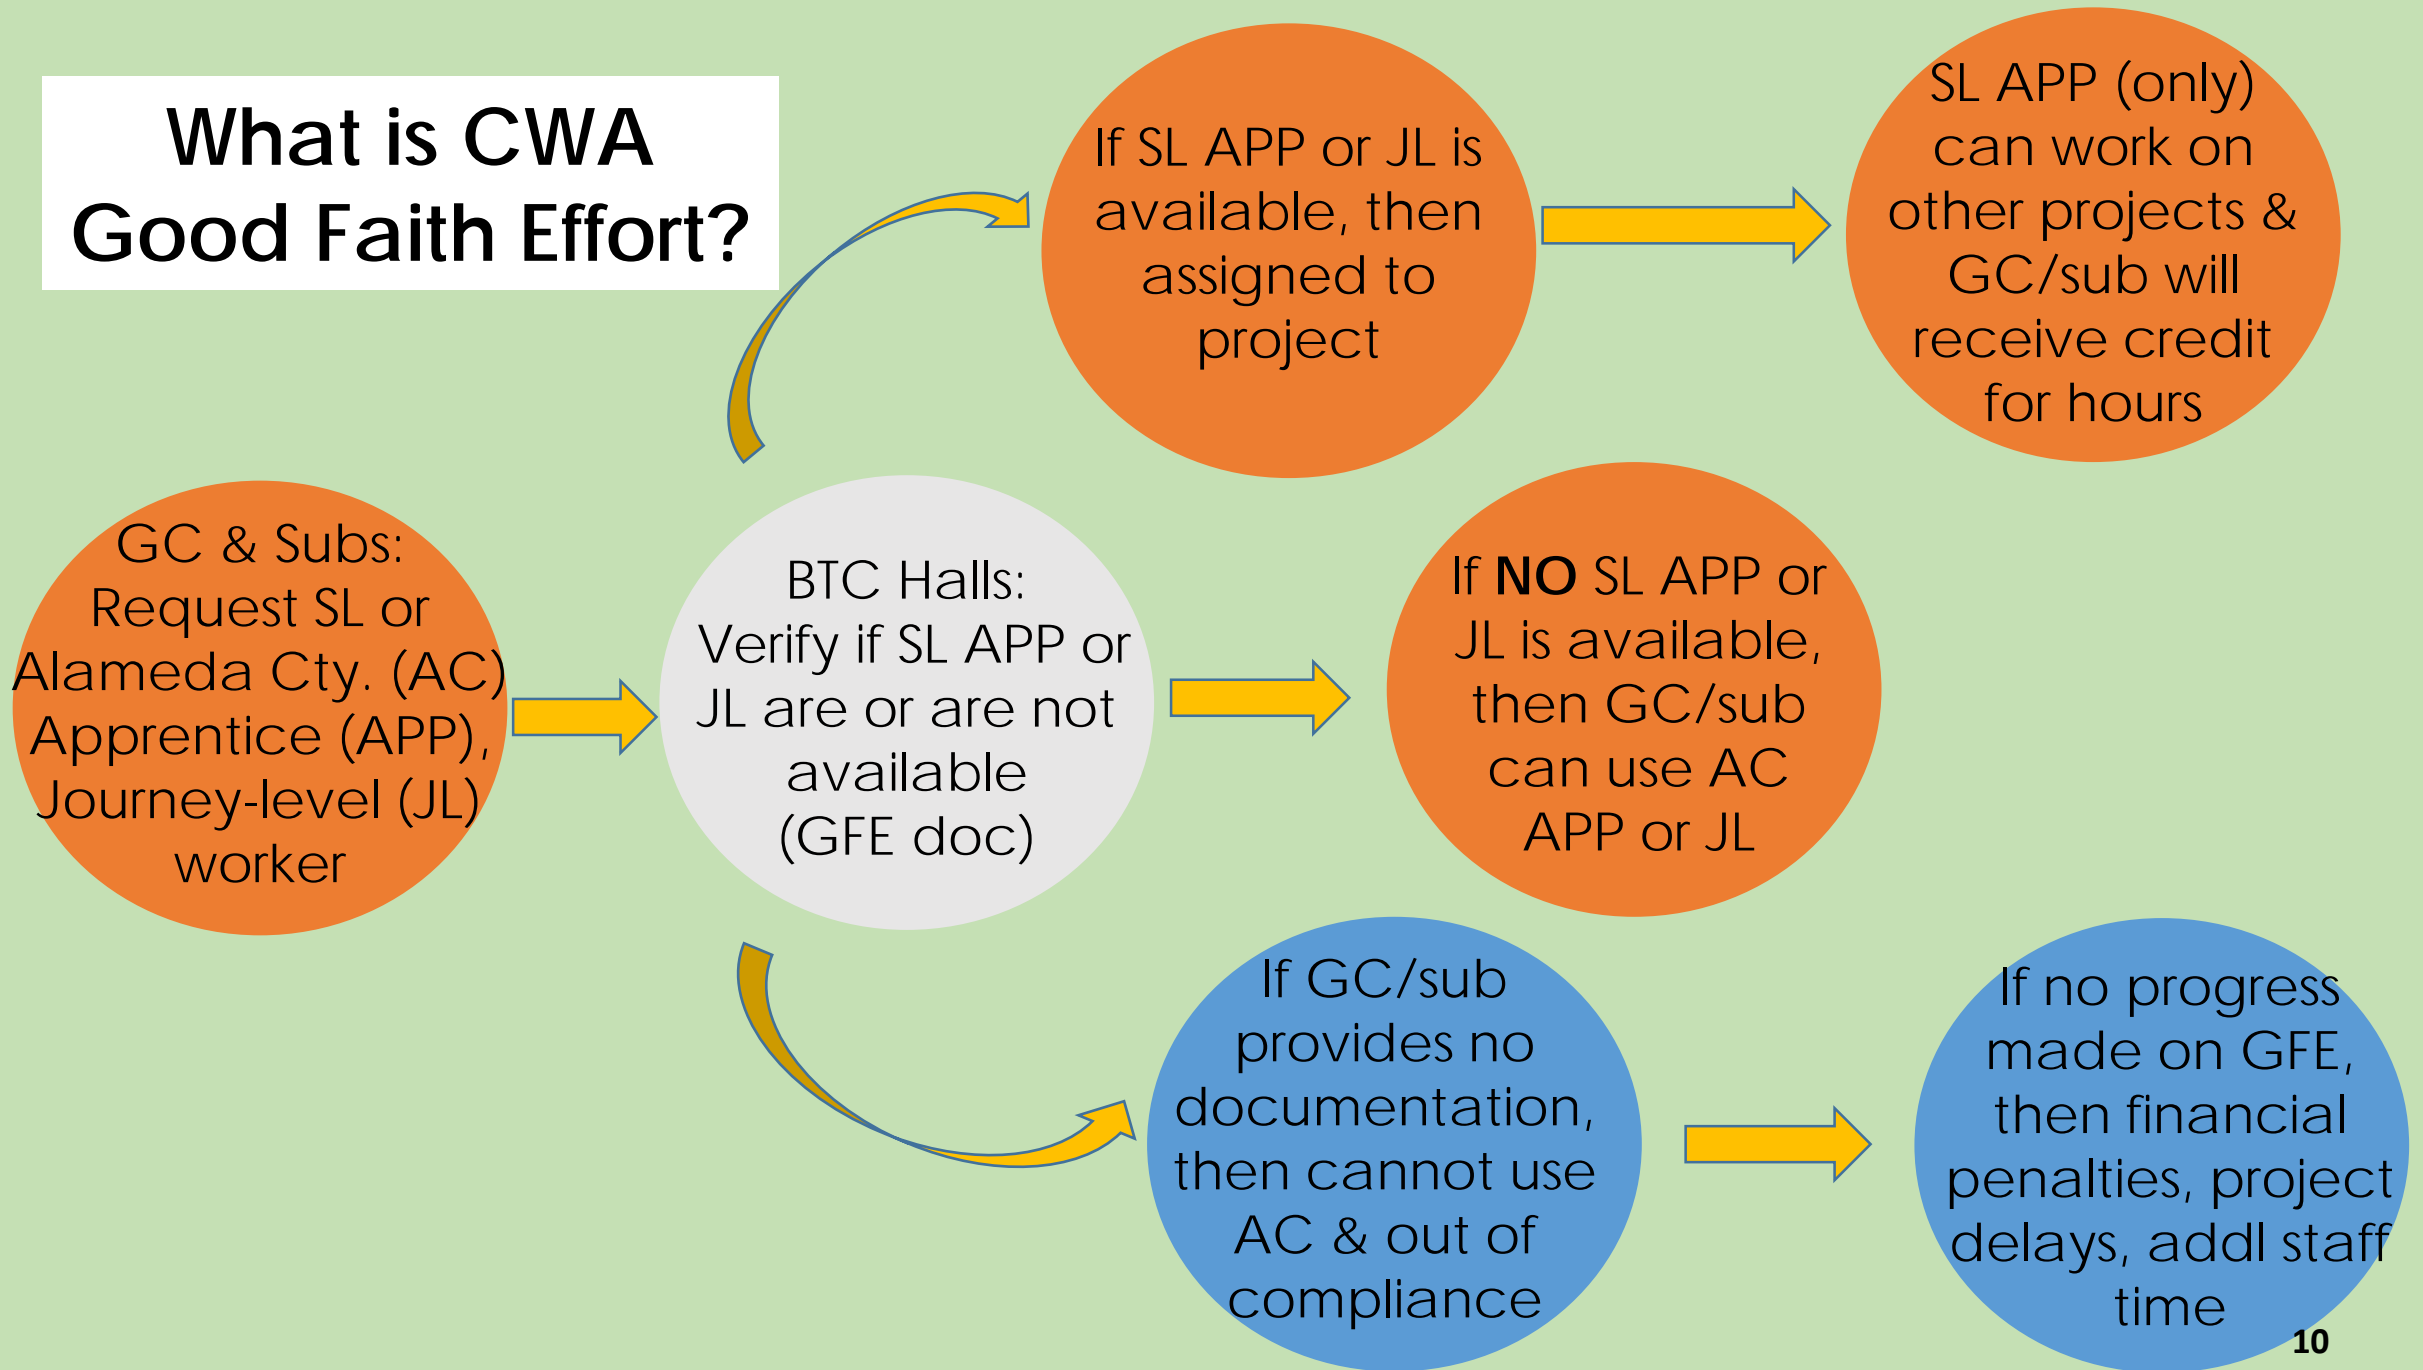 What is CWA
Good Faith Effort?
If SL APP or JL is
available, then
assigned to
project
SL APP (only)
can work on
other projects &
GC/sub will
receive credit
for hours
GC & Subs:
Request SL or
Alameda Cty. (AC)
Apprentice (APP),
Journey-level (JL)
worker
BTC Halls:
Verify if SL APP or
JL are or are not
available
(GFE doc)
If NO SL APP or
JL is available,
then GC/sub
can use AC
APP or JL
If GC/sub
provides no
documentation,
then cannot use
AC & out of
compliance
If no progress
made on GFE,
then financial
penalties, project
delays, addl staff
time
10